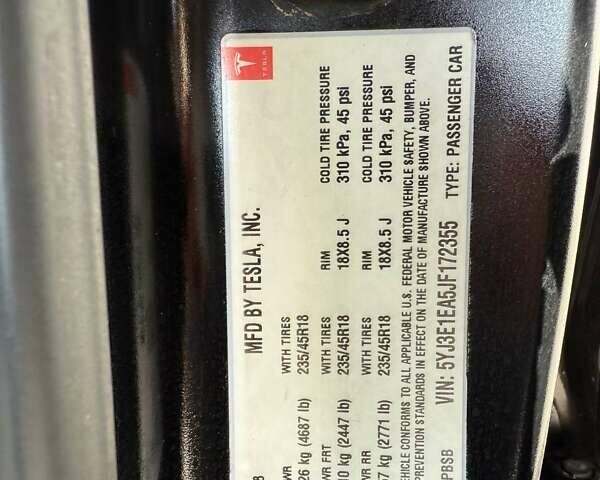 TESLA
MFD BY TESLA, INC.
WITH TIRES RIM COLD TIRE PRESSURE
26 kg (4687 lb) 235/45R18 18X8.5 J 310 kPa, 45 psi
WR FRT WITH TIRES RIM COLD TIRE PRESSURE
10 kg (2447 lb) 235/45R18 18X8.5 J 310 kPa, 45 psi
WR RR WITH TIRES
7 kg (2771 lb) 235/45R18
HICLE CONFORMS TO ALL APPLICABLE U.S. FEDERAL MOTOR VEHICLE SAFETY, BUMPER, AND
PREVENTION STANDARDS IN EFFECT ON THE DATE OF MANUFACTURE SHOWN ABOVE.
PBSB VIN: 5YJ3E1EA5JF172355 TYPE: PASSENGER CAR